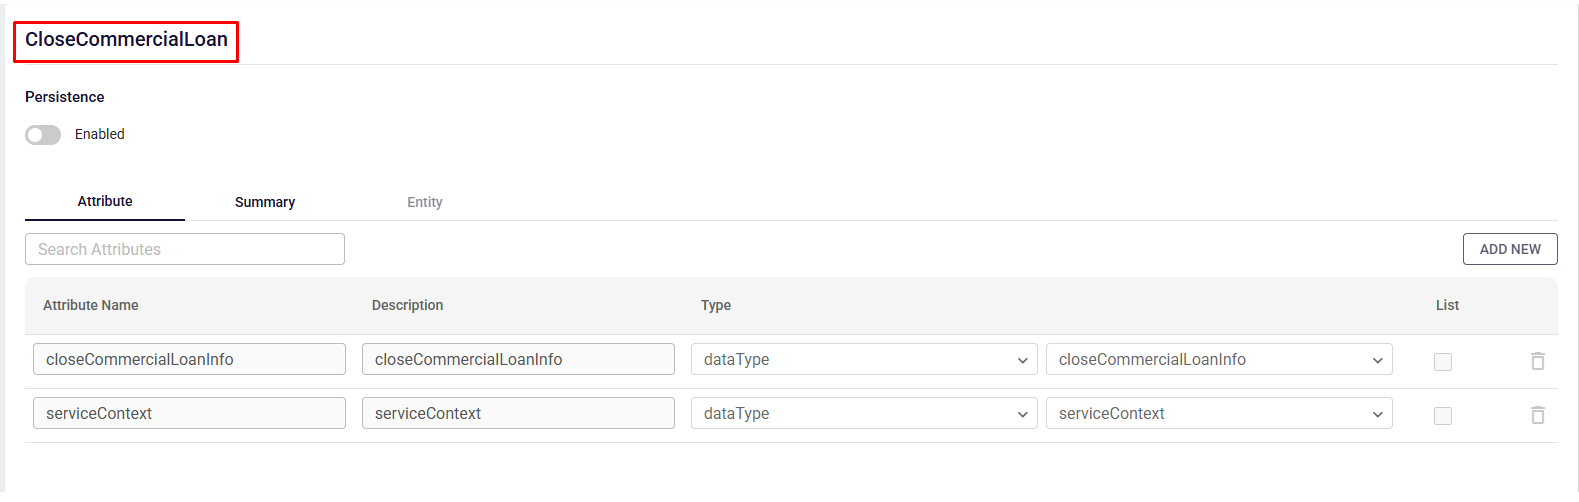 CloseCommercialLoan
Persistence
Enabled
Attribute Summary Entity
Search Attributes ADD NEW
Attribute Name Description Type List
closeCommercialLoanInfo closeCommercialLoanInfo dataType closeCommercialLoanInfo
serviceContext serviceContext dataType serviceContext